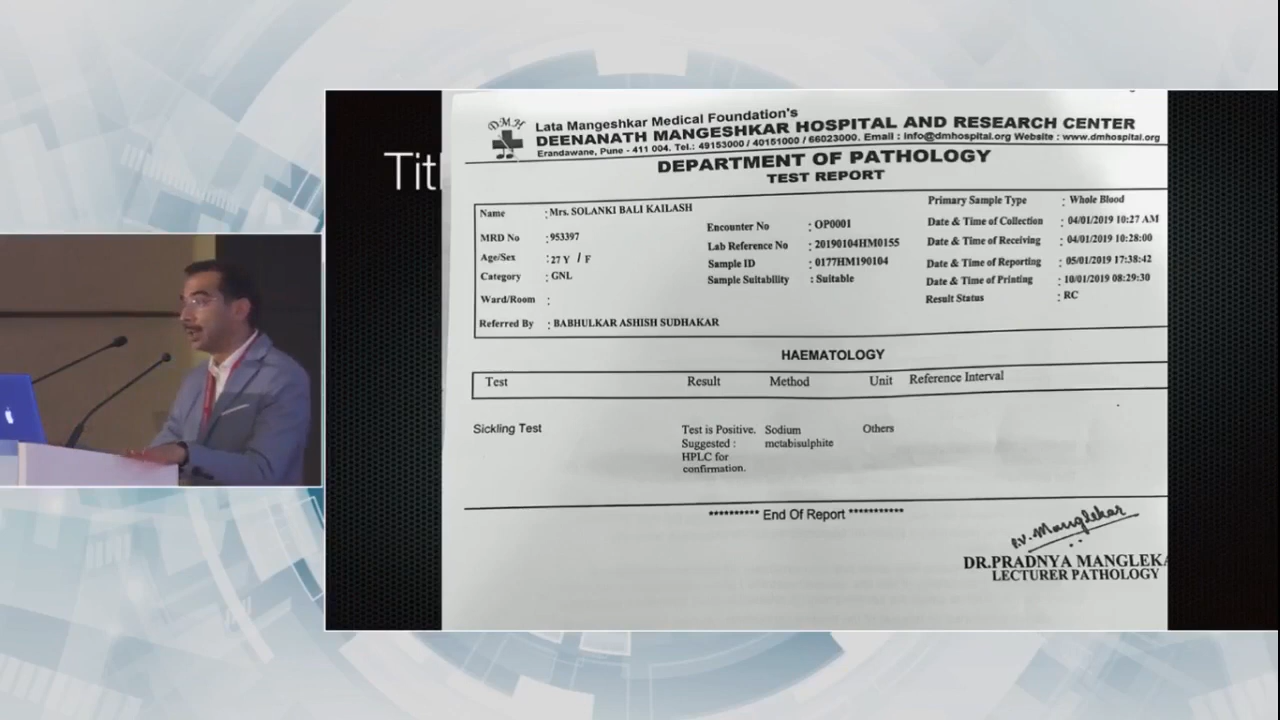 Titl
DMH
Lata Mangeshkar Medical Foundation's
DEENANATH MANGESHKAR HOSPITAL AND RESEARCH CENTER
Erandawane, Pune - 411 004. Tel.: 49153000 / 40151000 / 66023000. Email : info@dmhospital.org Website : www.dmhospital.org
DEPARTMENT OF PATHOLOGY
TEST REPORT
Name : Mrs. SOLANKI BALI KAILASH
MRD No : 953397
Age/Sex : 27 Y / F
Category : GNL
Ward/Room :
Referred By : BABHULKAR ASHISH SUDHAKAR
Encounter No : OP0001
Lab Reference No : 20190104HM0155
Sample ID : 0177HM190104
Sample Suitability : Suitable
Primary Sample Type : Whole Blood
Date & Time of Collection : 04/01/2019 10:27 AM
Date & Time of Receiving : 04/01/2019 10:28:00
Date & Time of Reporting : 05/01/2019 17:38:42
Date & Time of Printing : 10/01/2019 08:29:30
Result Status : RC
HAEMATOLOGY
Test Result Method Unit Reference Interval
Sickling Test Test is Positive. Sodium Others
Suggested : metabisulphite
HPLC for
confirmation.
********** End Of Report ***********
P.V. Manglekar
DR.PRADNYA MANGLEKA
LECTURER PATHOLOGY